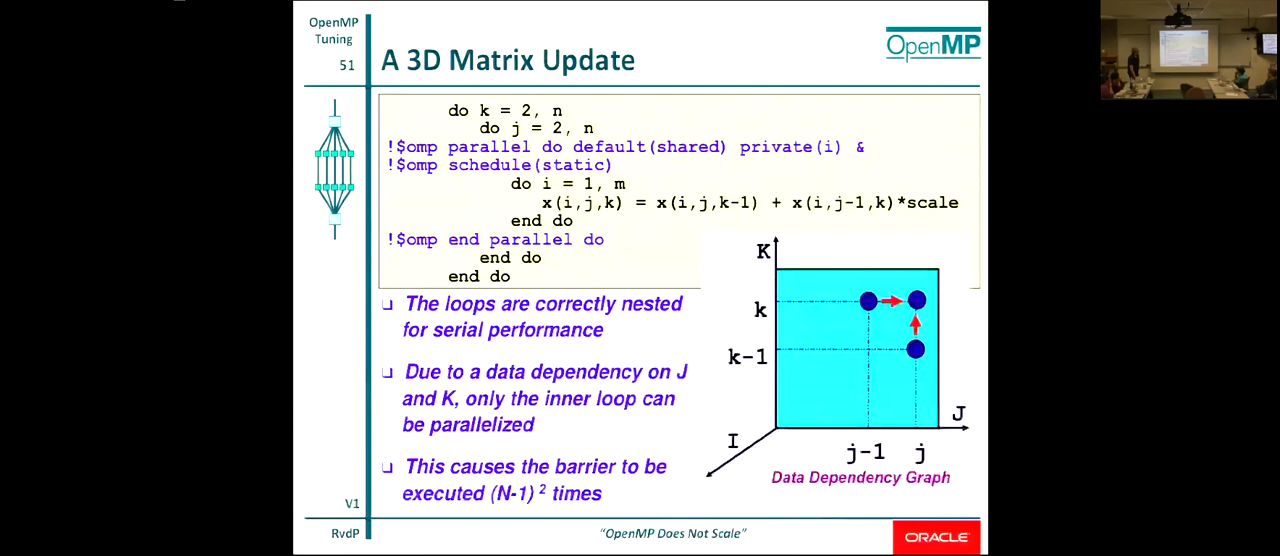 OpenMP
Tuning
51
A 3D Matrix Update
OpenMP
do k = 2, n
do j = 2, n
!$omp parallel do default(shared) private(i) &
!$omp schedule(static)
do i = 1, m
x(i,j,k) = x(i,j,k-1) + x(i,j-1,k)*scale
end do
!$omp end parallel do
end do
end do
❑ The loops are correctly nested
for serial performance
❑ Due to a data dependency on J
and K, only the inner loop can
be parallelized
❑ This causes the barrier to be
executed (N-1) ² times
K
k
k-1
I
j-1
j
J
Data Dependency Graph
V1
RvdP
“OpenMP Does Not Scale”
ORACLE